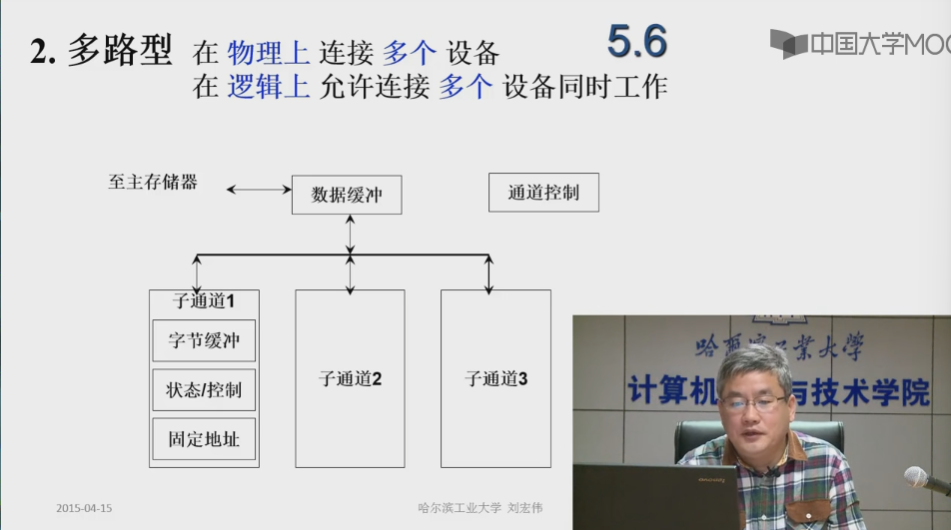 2. 多路型 在 物理上 连接 多个 设备
在 逻辑上 允许连接 多个 设备同时工作
5.6
中国大学MOO
至主存储器
数据缓冲
通道控制
子通道1
字节缓冲
状态/控制
固定地址
子通道2
子通道3
哈尔滨工业大学
计算机
与技术学院
2015-04-15
哈尔滨工业大学 刘宏伟